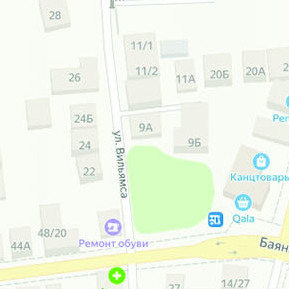 28
11/1
11/2
26
11А
20Б
20А
24Б
9А
9Б
24
22
ул. Вильямса
Канцтовары
Qala
48/20
44А
Ремонт обуви
Баян
27
14/27